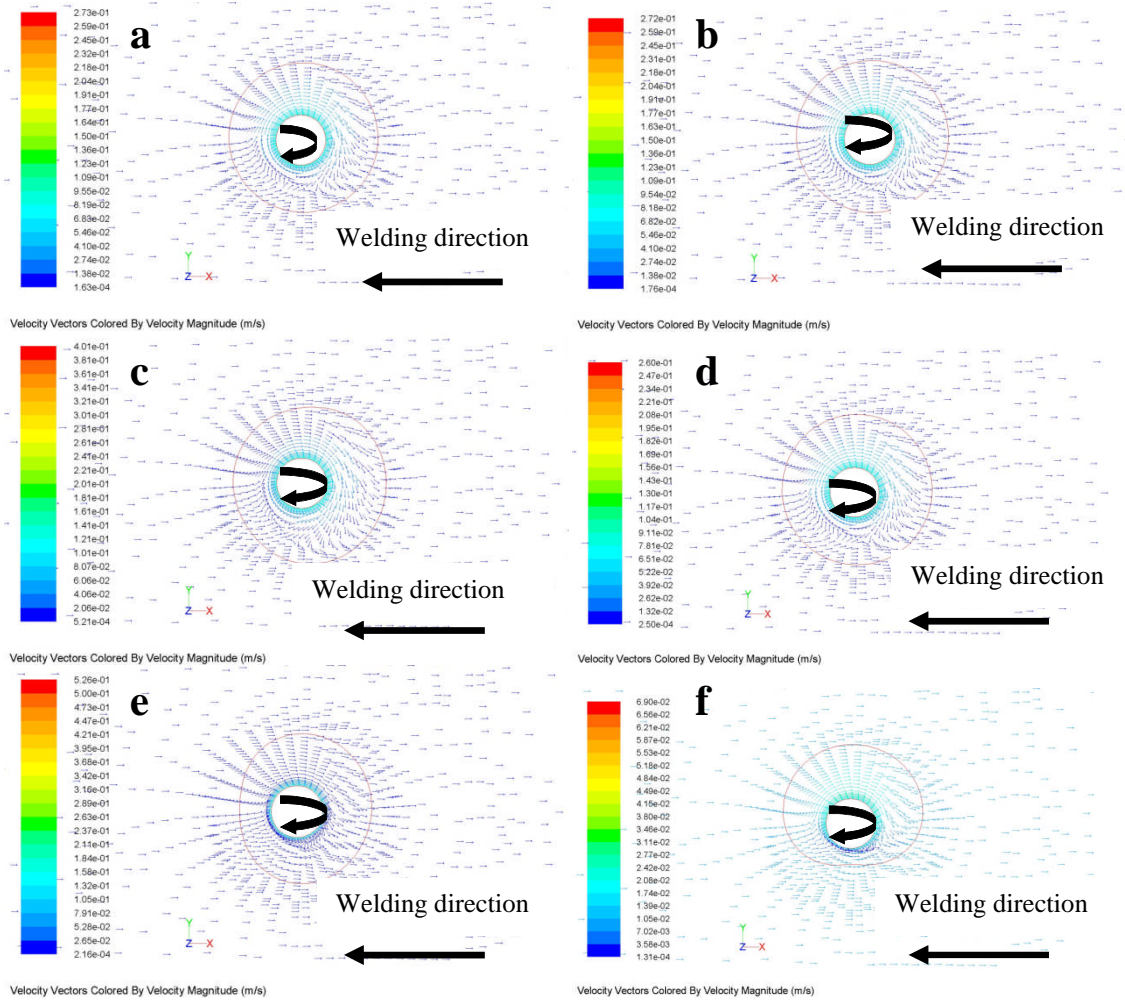 a
2.73e-01
2.59e-01
2.45e-01
2.32e-01
2.18e-01
2.04e-01
1.91e-01
1.77e-01
1.64e-01
1.50e-01
1.36e-01
1.23e-01
1.09e-01
9.55e-02
8.19e-02
6.82e-02
5.46e-02
4.10e-02
2.74e-02
1.38e-02
1.63e-04
Y
Z X
Welding direction
Velocity Vectors Colored By Velocity Magnitude (m/s)
b
2.72e-01
2.59e-01
2.45e-01
2.31e-01
2.18e-01
2.04e-01
1.91e-01
1.77e-01
1.63e-01
1.50e-01
1.36e-01
1.23e-01
1.09e-01
9.54e-02
8.18e-02
6.82e-02
5.46e-02
4.10e-02
2.74e-02
1.38e-02
1.76e-04
Y
Z X
Welding direction
Velocity Vectors Colored By Velocity Magnitude (m/s)
c
4.01e-01
3.81e-01
3.61e-01
3.41e-01
3.21e-01
3.01e-01
2.81e-01
2.61e-01
2.41e-01
2.21e-01
2.01e-01
1.81e-01
1.61e-01
1.41e-01
1.21e-01
1.01e-01
8.07e-02
6.06e-02
4.06e-02
2.06e-02
5.21e-04
Y
Z X
Welding direction
Velocity Vectors Colored By Velocity Magnitude (m/s)
d
2.60e-01
2.47e-01
2.34e-01
2.21e-01
2.08e-01
1.95e-01
1.82e-01
1.69e-01
1.56e-01
1.43e-01
1.30e-01
1.17e-01
1.04e-01
9.11e-02
7.81e-02
6.51e-02
5.22e-02
3.92e-02
2.62e-02
1.32e-02
2.50e-04
Y
Z X
Welding direction
Velocity Vectors Colored By Velocity Magnitude (m/s)
e
5.26e-01
5.00e-01
4.73e-01
4.47e-01
4.21e-01
3.95e-01
3.68e-01
3.42e-01
3.16e-01
2.89e-01
2.63e-01
2.37e-01
2.11e-01
1.84e-01
1.58e-01
1.32e-01
1.05e-01
7.91e-02
5.28e-02
2.65e-02
2.16e-04
Y
Z X
Welding direction
Velocity Vectors Colored By Velocity Magnitude (m/s)
f
6.90e-02
6.56e-02
6.21e-02
5.87e-02
5.53e-02
5.18e-02
4.84e-02
4.49e-02
4.15e-02
3.80e-02
3.46e-02
3.11e-02
2.77e-02
2.42e-02
2.08e-02
1.74e-02
1.39e-02
1.05e-02
7.02e-03
3.58e-03
1.31e-04
Y
Z X
Welding direction
Velocity Vectors Colored By Velocity Magnitude (m/s)